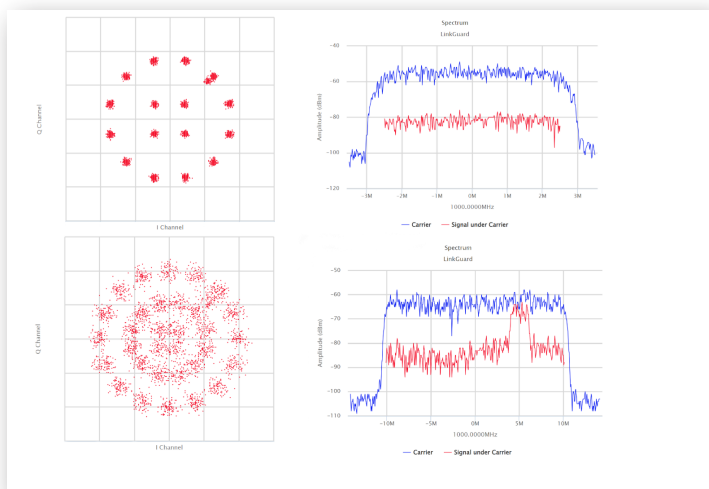 Spectrum
LinkGuard
Q Channel
I Channel
Amplitude (dBm)
-40
-60
-80
-100
-120
-3M
-2M
-1M
0M
1M
2M
3M
1000.0000MHz
Carrier
Signal under Carrier
Spectrum
LinkGuard
Q Channel
I Channel
Amplitude (dBm)
-50
-60
-70
-80
-90
-100
-110
-10M
-5M
0M
5M
10M
1000.0000MHz
Carrier
Signal under Carrier